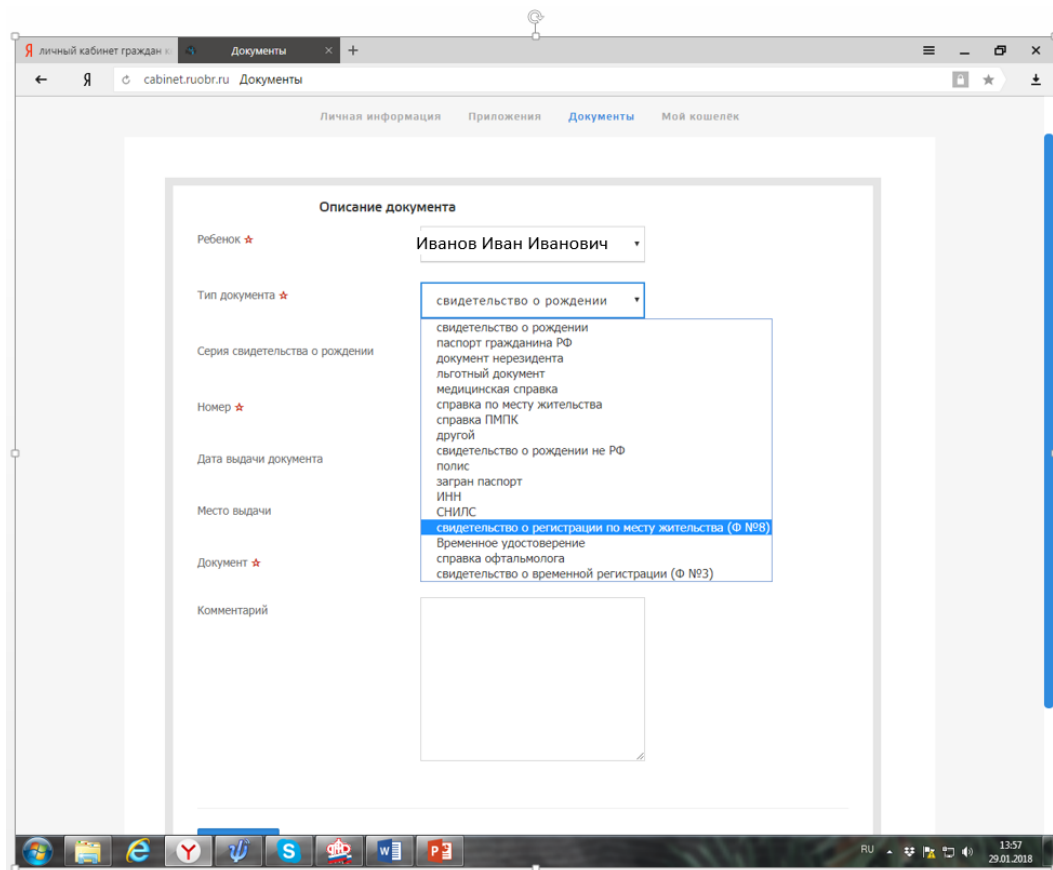 личный кабинет граждан к
Документы
cabinet.ruobr.ru Документы
Личная информация Приложения Документы Мой кошелёк
Описание документа
Ребенок
Иванов Иван Иванович
Тип документа
свидетельство о рождении
свидетельство о рождении
паспорт гражданина РФ
документ нерезидента
льготный документ
медицинская справка
справка по месту жительства
справка ПМПК
другой
свидетельство о рождении не РФ
полис
загран паспорт
ИНН
СНИЛС
свидетельство о регистрации по месту жительства (Ф №8)
Временное удостоверение
справка офтальмолога
свидетельство о временной регистрации (Ф №3)
Серия свидетельства о рождении
Номер
Дата выдачи документа
Место выдачи
Документ
Комментарий
RU
13:57
29.01.2018